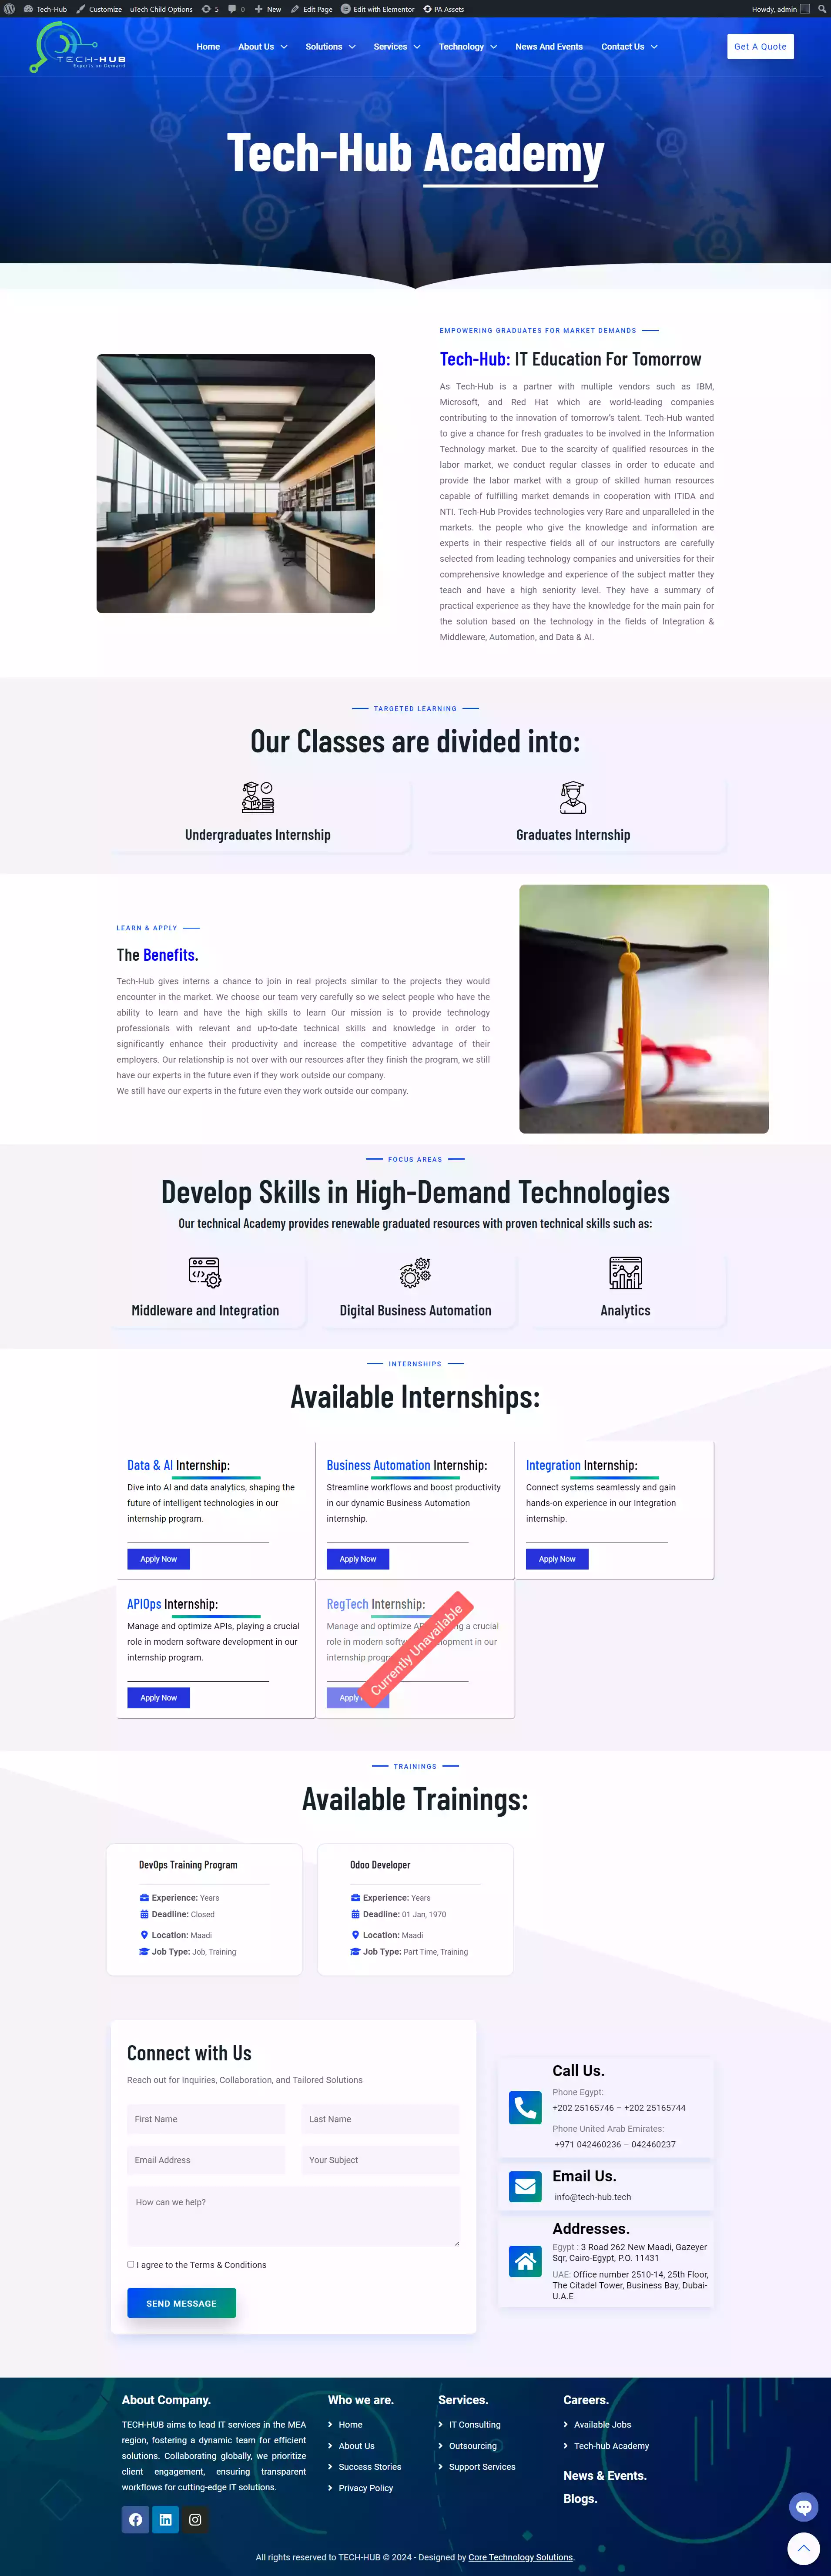 Tech-Hub Customize uTech Child Options 5 0 New Edit Page Edit with Elementor PA Assets Howdy, admin
TECH-HUB
Experts on Demand
Home About Us Solutions Services Technology News And Events Contact Us
Get A Quote
Tech-Hub Academy
EMPOWERING GRADUATES FOR MARKET DEMANDS
Tech-Hub: IT Education For Tomorrow
As Tech-Hub is a partner with multiple vendors such as IBM,
Microsoft, and Red Hat which are world-leading companies
contributing to the innovation of tomorrow's talent. Tech-Hub wanted
to give a chance for fresh graduates to be involved in the Information
Technology market. Due to the scarcity of qualified resources in the
labor market, we conduct regular classes in order to educate and
provide the labor market with a group of skilled human resources
capable of fulfilling market demands in cooperation with ITIDA and
NTI. Tech-Hub Provides technologies very Rare and unparalleled in the
markets. the people who give the knowledge and information are
experts in their respective fields all of our instructors are carefully
selected from leading technology companies and universities for their
comprehensive knowledge and experience of the subject matter they
teach and have a high seniority level. They have a summary of
practical experience as they have the knowledge for the main pain for
the solution based on the technology in the fields of Integration &
Middleware, Automation, and Data & AI.
TARGETED LEARNING
Our Classes are divided into:
Undergraduates Internship
Graduates Internship
LEARN & APPLY
The Benefits.
Tech-Hub gives interns a chance to join in real projects similar to the projects they would
encounter in the market. We choose our team very carefully so we select people who have the
ability to learn and have the high skills to learn Our mission is to provide technology
professionals with relevant and up-to-date technical skills and knowledge in order to
significantly enhance their productivity and increase the competitive advantage of their
employers. Our relationship is not over with our resources after they finish the program, we still
have our experts in the future even if they work outside our company.
We still have our experts in the future even they work outside our company.
FOCUS AREAS
Develop Skills in High-Demand Technologies
Our technical Academy provides renewable graduated resources with proven technical skills such as:
Middleware and Integration
Digital Business Automation
Analytics
INTERNSHIPS
Available Internships:
Data & AI Internship:
Dive into AI and data analytics, shaping the
future of intelligent technologies in our
internship program.
Apply Now
Business Automation Internship:
Streamline workflows and boost productivity
in our dynamic Business Automation
internship.
Apply Now
Integration Internship:
Connect systems seamlessly and gain
hands-on experience in our Integration
internship.
Apply Now
APIOps Internship:
Manage and optimize APIs, playing a crucial
role in modern software development in our
internship program.
Apply Now
RegTech Internship:
Manage and optimize a crucial
role in modern in our
internship
Apply
Currently Unavailable
TRAININGS
Available Trainings:
DevOps Training Program
Experience: Years
Deadline: Closed
Location: Maadi
Job Type: Job, Training
Odoo Developer
Experience: Years
Deadline: 01 Jan, 1970
Location: Maadi
Job Type: Part Time, Training
Connect with Us
Reach out for Inquiries, Collaboration, and Tailored Solutions
First Name Last Name
Email Address Your Subject
How can we help?
I agree to the Terms & Conditions
SEND MESSAGE
Call Us.
Phone Egypt:
+202 25165746 – +202 25165744
Phone United Arab Emirates:
+971 042460236 – 042460237
Email Us.
info@tech-hub.tech
Addresses.
Egypt : 3 Road 262 New Maadi, Gazeyer
Sqr, Cairo-Egypt, P.O. 11431
UAE: Office number 2510-14, 25th Floor,
The Citadel Tower, Business Bay, Dubai-
U.A.E
About Company.
TECH-HUB aims to lead IT services in the MEA
region, fostering a dynamic team for efficient
solutions. Collaborating globally, we prioritize
client engagement, ensuring transparent
workflows for cutting-edge IT solutions.
Who we are.
Home
About Us
Success Stories
Privacy Policy
Services.
IT Consulting
Outsourcing
Support Services
Careers.
Available Jobs
Tech-hub Academy
News & Events.
Blogs.
All rights reserved to TECH-HUB © 2024 - Designed by Core Technology Solutions.